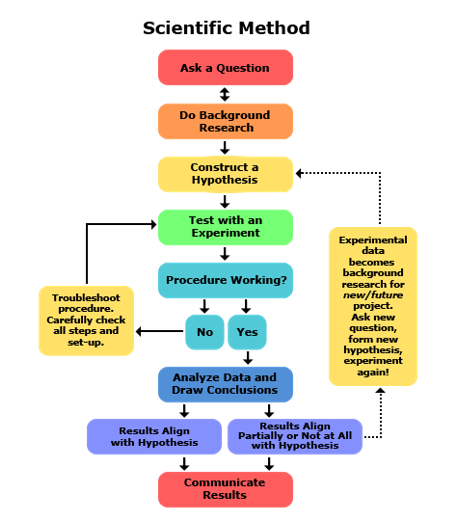 Scientific Method
Ask a Question
Do Background
Research
Construct a
Hypothesis
Test with an
Experiment
Procedure Working?
Troubleshoot
procedure.
Carefully check
all steps and
set-up.
No
Yes
Experimental
data
becomes
background
research for
new/future
project.
Ask new
question,
form new
hypothesis,
experiment
again!
Analyze Data and
Draw Conclusions
Results Align
with Hypothesis
Results Align
Partially or Not at All
with Hypothesis
Communicate
Results